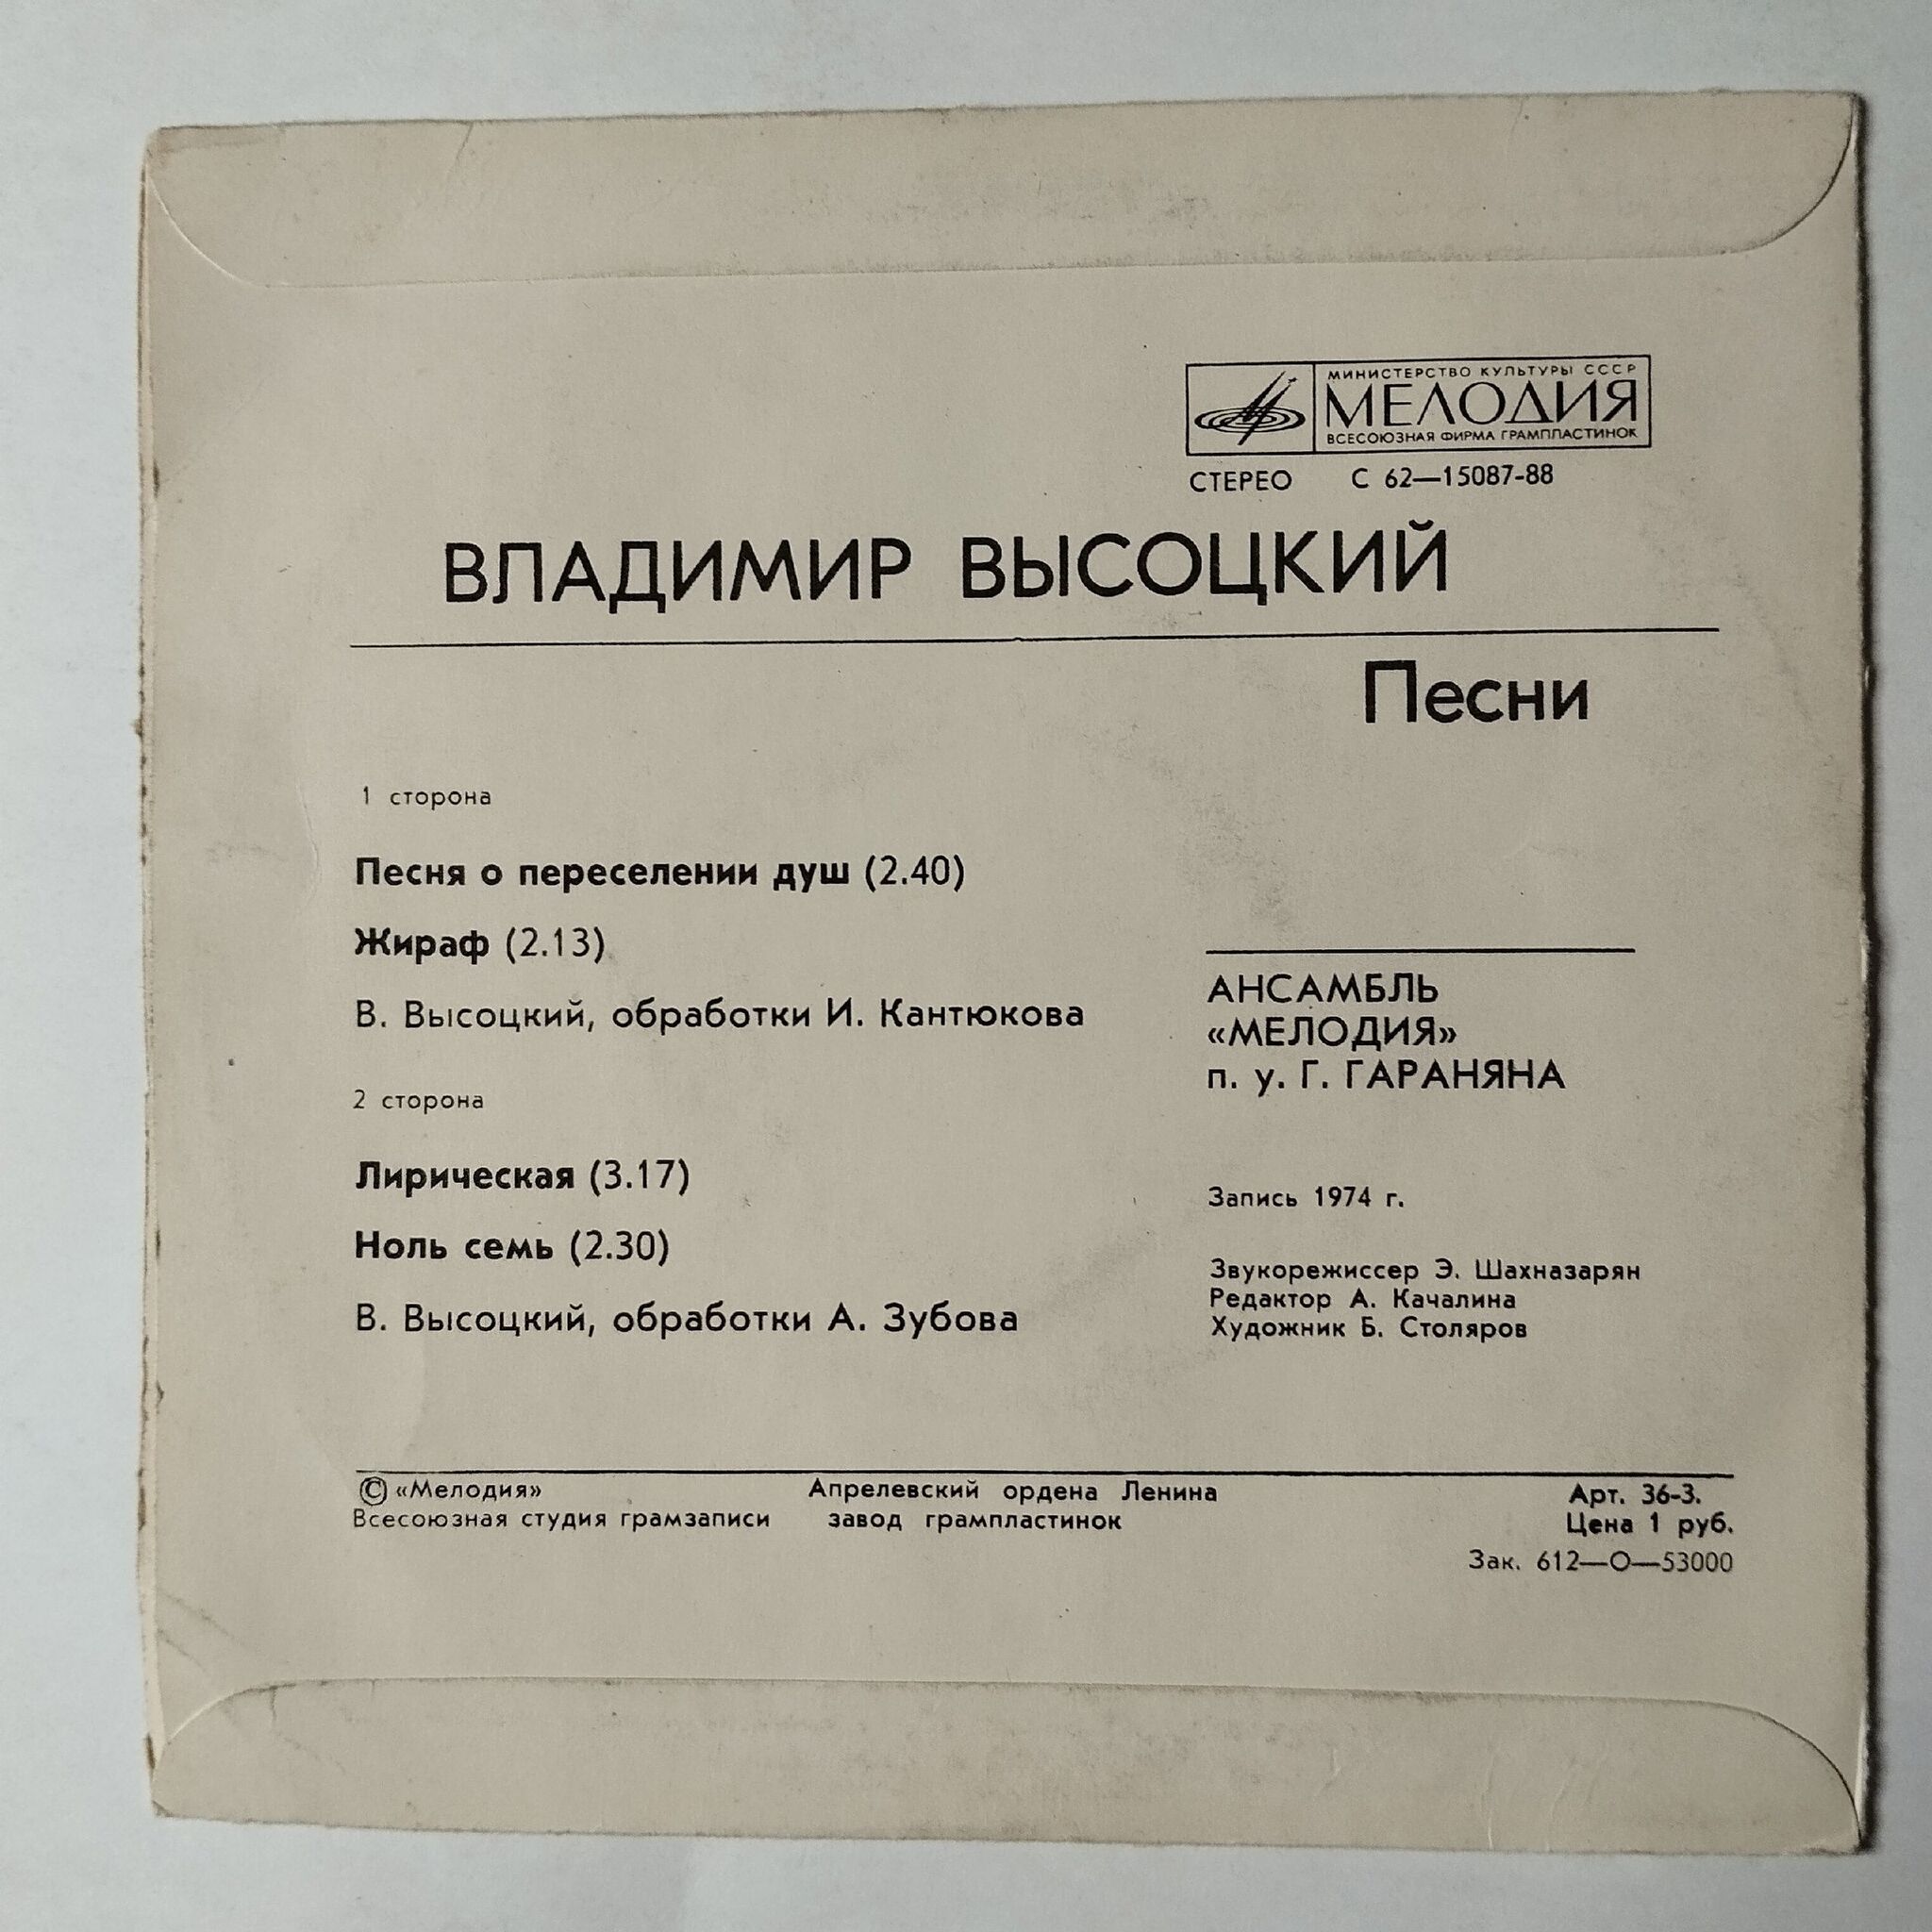 МИНИСТЕРСТВО КУЛЬТУРЫ СССР
МЕЛОДИЯ
ВСЕСОЮЗНАЯ ФИРМА ГРАМПЛАСТИНОК
СТЕРЕО С 62—15087-88
ВЛАДИМИР ВЫСОЦКИЙ
Песни
1 сторона
Песня о переселении душ (2.40)
Жираф (2.13)
В. Высоцкий, обработки И. Кантюкова
2 сторона
Лирическая (3.17)
Ноль семь (2.30)
В. Высоцкий, обработки А. Зубова
АНСАМБЛЬ
«МЕЛОДИЯ»
п. у. Г. ГАРАНЯНА
Запись 1974 г.
Звукорежиссер Э. Шахназарян
Редактор А. Качалина
Художник Б. Столяров
© «Мелодия»
Всесоюзная студия грамзаписи
Апрелевский ордена Ленина
завод грампластинок
Арт. 36-3.
Цена 1 руб.
Зак. 612—О—53000